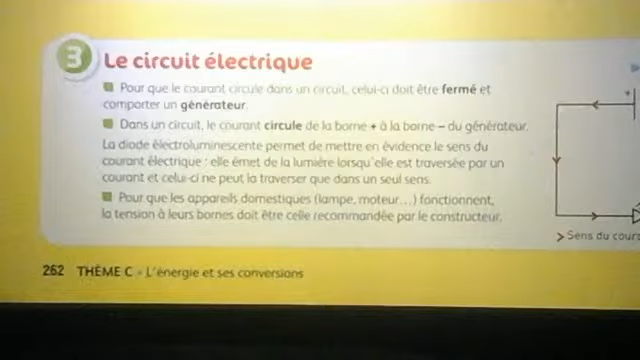 3 Le circuit électrique
Pour que le courant circule dans un circuit, celui-ci doit être fermé et
comporter un générateur.
Dans un circuit, le courant circule de la borne + à la borne – du générateur.
La diode électroluminescente permet de mettre en évidence le sens du
courant électrique : elle émet de la lumière lorsqu'elle est traversée par un
courant et celui-ci ne peut la traverser que dans un seul sens.
Pour que les appareils domestiques (lampe, moteur...) fonctionnent,
la tension à leurs bornes doit être celle recommandée par le constructeur.
+
> Sens du cour
262 THÈME C • L'énergie et ses conversions